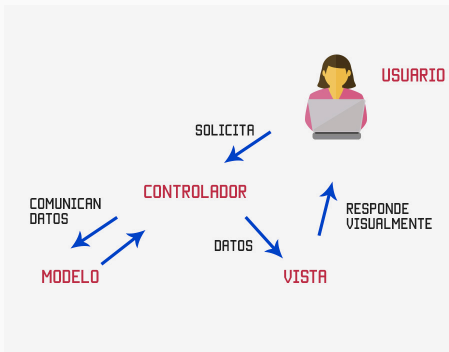 USUARIO
SOLICITA
CONTROLADOR
COMUNICAN
DATOS
RESPONDE
VISUALMENTE
DATOS
MODELO
VISTA